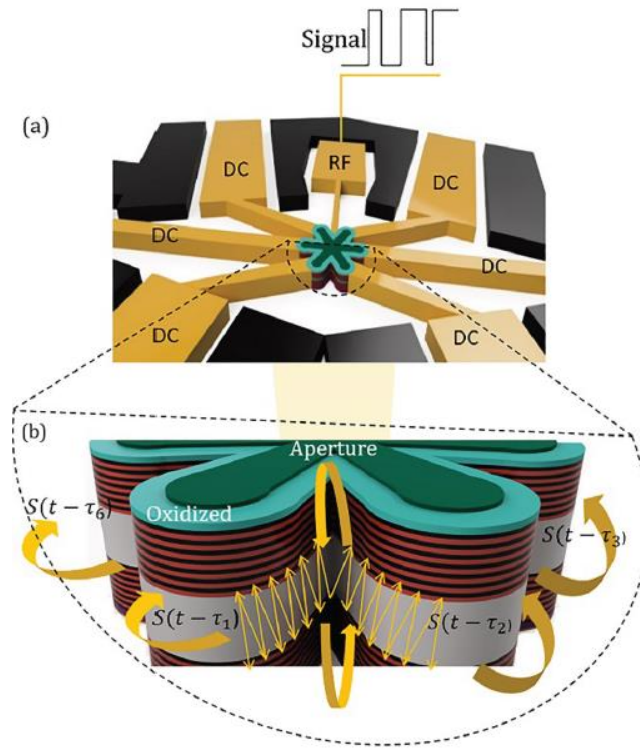 Signal
(a)
RF
DC
DC
DC
DC
DC
DC
(b)
Aperture
Oxidized
S(t − τ₆)
S(t − τ₃)
S(t − τ₁)
S(t − τ₂)